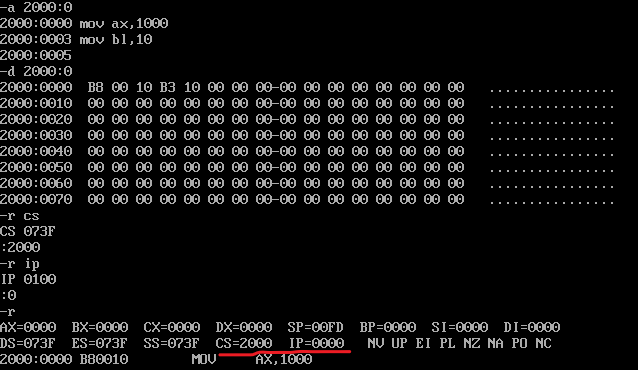 -a 2000:0
2000:0000 mov ax,1000
2000:0003 mov bl,10
2000:0005
-d 2000:0
2000:0000  B8 00 10 B3 10 00 00 00-00 00 00 00 00 00 00 00   ................
2000:0010  00 00 00 00 00 00 00 00-00 00 00 00 00 00 00 00   ................
2000:0020  00 00 00 00 00 00 00 00-00 00 00 00 00 00 00 00   ................
2000:0030  00 00 00 00 00 00 00 00-00 00 00 00 00 00 00 00   ................
2000:0040  00 00 00 00 00 00 00 00-00 00 00 00 00 00 00 00   ................
2000:0050  00 00 00 00 00 00 00 00-00 00 00 00 00 00 00 00   ................
2000:0060  00 00 00 00 00 00 00 00-00 00 00 00 00 00 00 00   ................
2000:0070  00 00 00 00 00 00 00 00-00 00 00 00 00 00 00 00   ................
-r cs
CS 073F
:2000
-r ip
IP 0100
:0
-r
AX=0000  BX=0000  CX=0000  DX=0000  SP=00FD  BP=0000  SI=0000  DI=0000
DS=073F  ES=073F  SS=073F  CS=2000  IP=0000   NV UP EI PL NZ NA PO NC
2000:0000 B80010        MOV     AX,1000